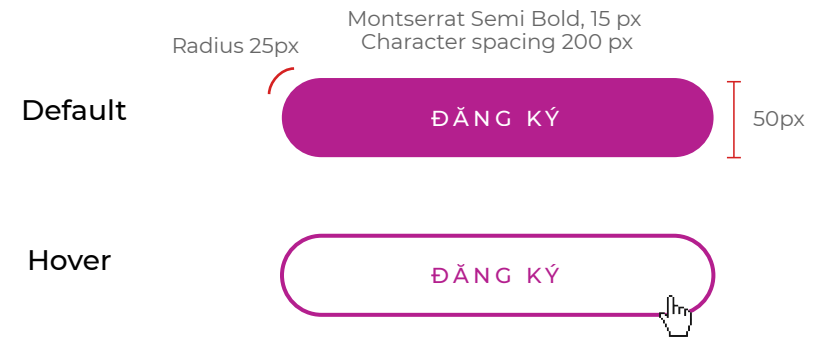 Montserrat Semi Bold, 15 px
Character spacing 200 px
Radius 25px
Default
ĐĂNG KÝ
50px
Hover
ĐĂNG KÝ